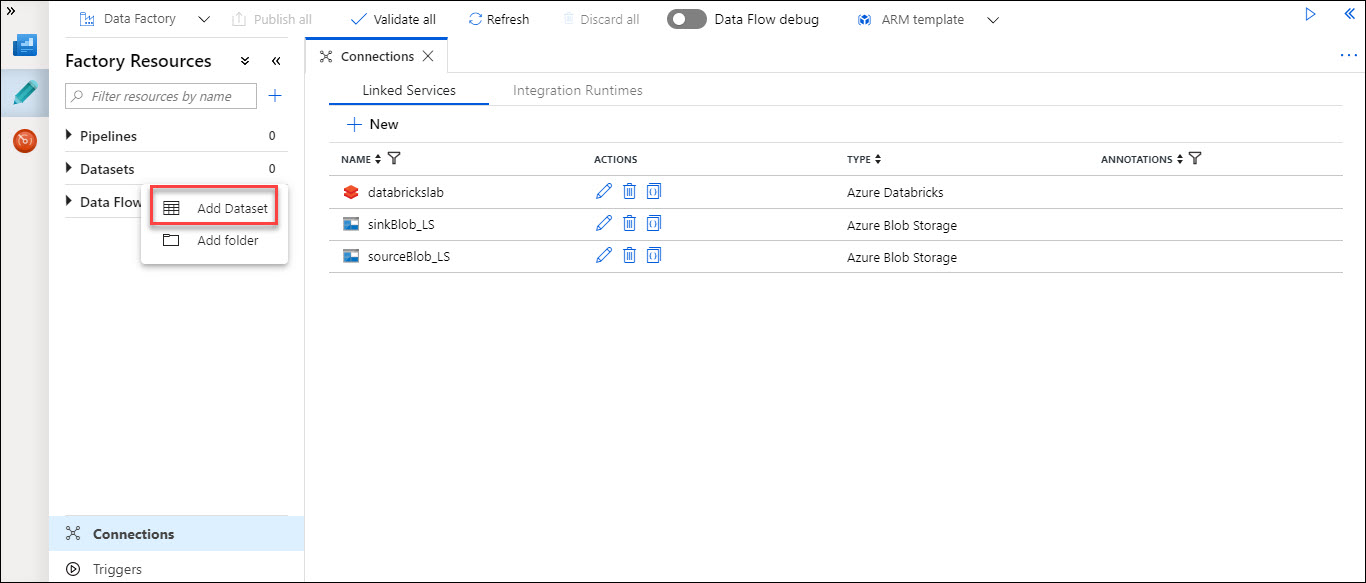 Data Factory Publish all Validate all Refresh Discard all Data Flow debug ARM template
Factory Resources
Connections
Filter resources by name
Linked Services Integration Runtimes
New
Pipelines 0
Datasets 0
Data Flow
Add Dataset
Add folder
NAME ACTIONS TYPE ANNOTATIONS
databrickslab Azure Databricks
sinkBlob_LS Azure Blob Storage
sourceBlob_LS Azure Blob Storage
Connections
Triggers